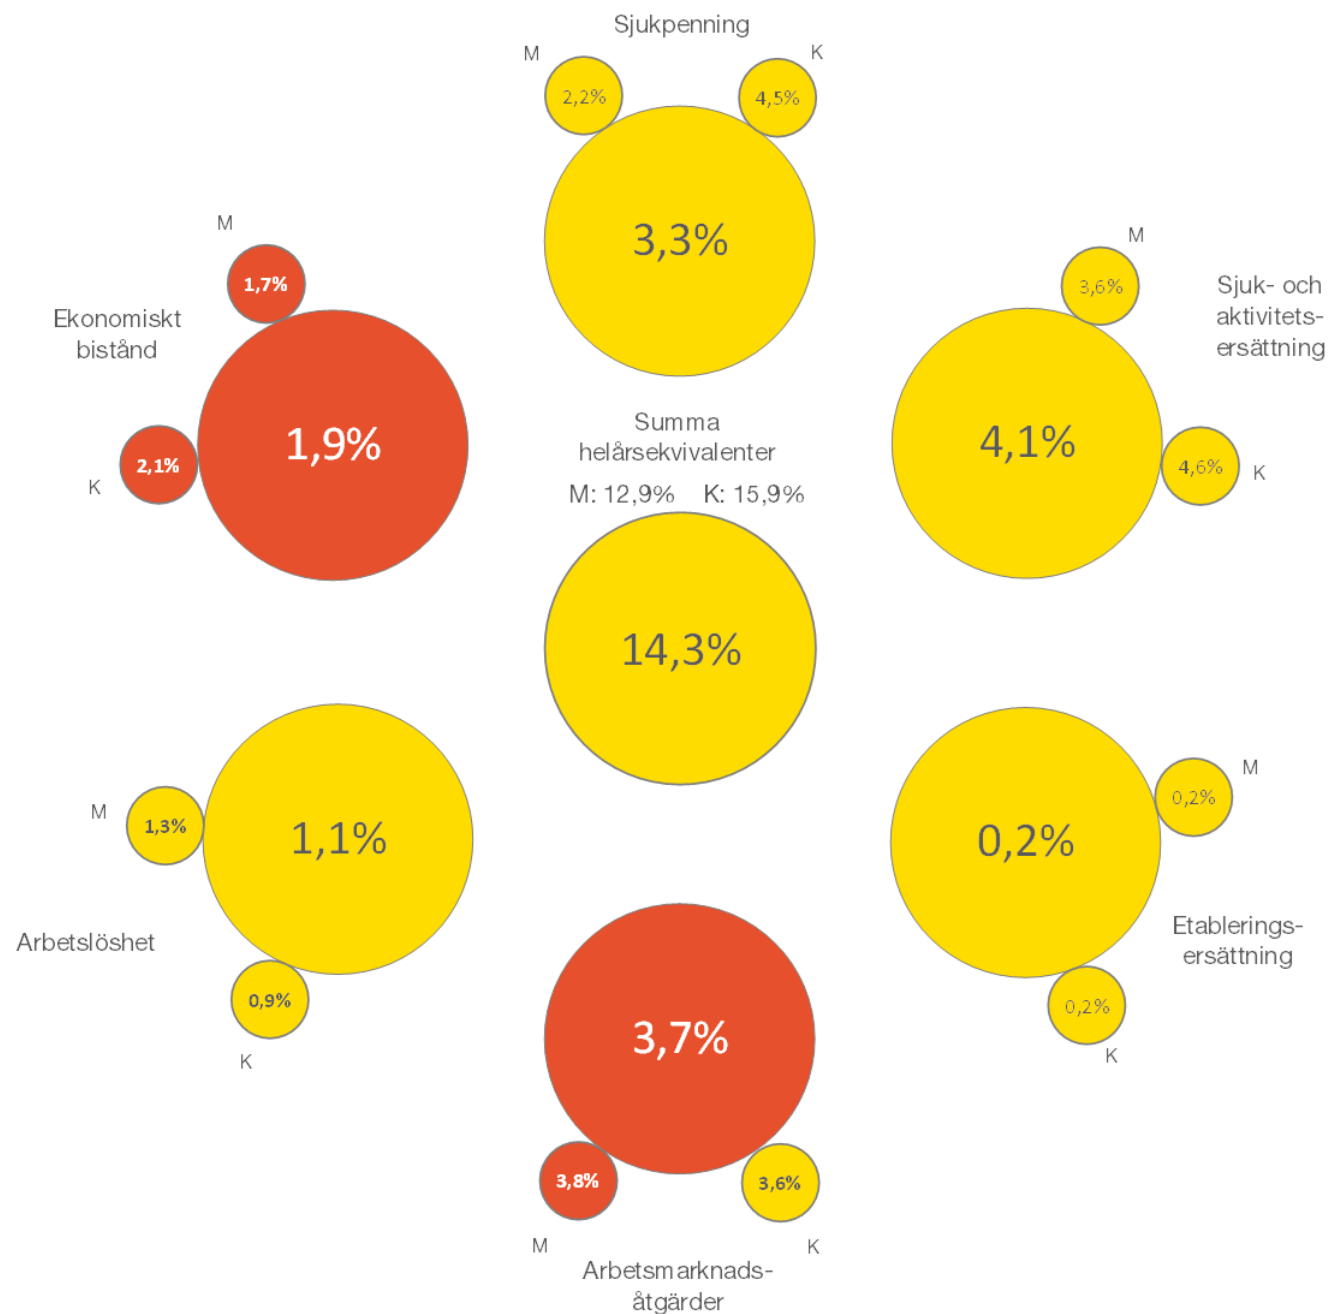 Sjukpenning
M
K
2,2%
4,5%
3,3%
M
1,7%
Ekonomiskt
bistånd
1,9%
2,1%
K
M
3,6%
Sjuk- och
aktivitets-
ersättning
4,1%
4,6%
K
Summa
helårsekvivalenter
M: 12,9% K: 15,9%
14,3%
M
1,3%
1,1%
Arbetslöshet
0,9%
K
M
0,2%
0,2%
Etablerings-
ersättning
0,2%
K
3,7%
3,8%
3,6%
M
K
Arbetsmarknads-
åtgärder